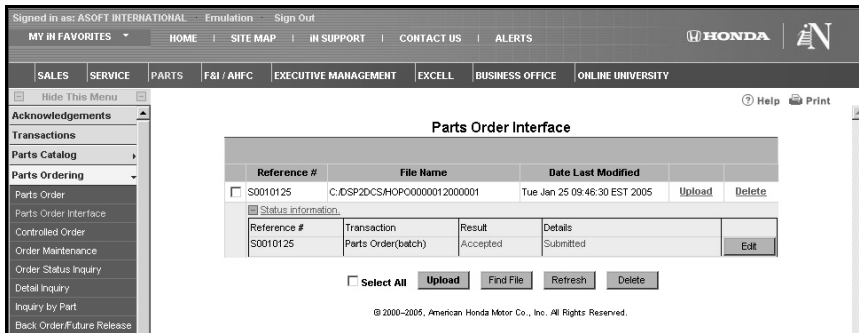 Signed in as: ASOFT INTERNATIONAL - Emulation - Sign Out
MY iN FAVORITES HOME | SITE MAP | iN SUPPORT | CONTACT US | ALERTS HONDA iN
SALES SERVICE PARTS F&I / AHFC EXECUTIVE MANAGEMENT EXCELL BUSINESS OFFICE ONLINE UNIVERSITY
Hide This Menu
Help Print
Acknowledgements
Transactions
Parts Catalog
Parts Ordering
Parts Order
Parts Order Interface
Controlled Order
Order Maintenance
Order Status Inquiry
Detail Inquiry
Inquiry by Part
Back Order/Future Release
Parts Order Interface
Reference # File Name Date Last Modified
S0010125 C:/DSP2DCS/HOPO0000012000001 Tue Jan 25 09:46:30 EST 2005 Upload Delete
Status information.
Reference # Transaction Result Details
S0010125 Parts Order(batch) Accepted Submitted Edit
Select All Upload Find File Refresh Delete
© 2000-2005, American Honda Motor Co., Inc. All Rights Reserved.